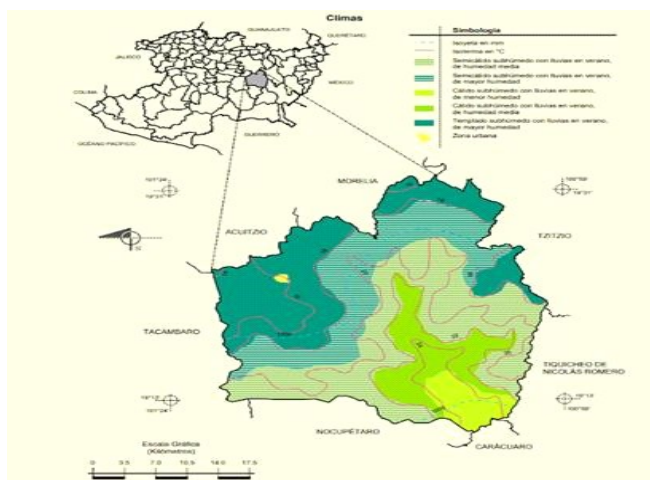 Climas
GUANAJUATO
QUERÉTARO
JALISCO
MÉXICO
COLIMA
GUERRERO
OCÉANO PACÍFICO
Simbología
Isoyeta en mm
Isoterma en °C
Semicálido subhúmedo con lluvias en verano,
de humedad media
Semicálido subhúmedo con lluvias en verano,
de mayor humedad
Cálido subhúmedo con lluvias en verano,
de menor humedad
Cálido subhúmedo con lluvias en verano,
de humedad media
Templado subhúmedo con lluvias en verano,
de mayor humedad
Zona urbana
MORELIA
ACUITZIO
TZITZIO
TACÁMBARO
TIQUICHEO DE
NICOLÁS ROMERO
NOCUPÉTARO
CARÁCUARO
Escala Gráfica
(Kilómetros)
0 3.5 7.0 10.5 14.0 17.5